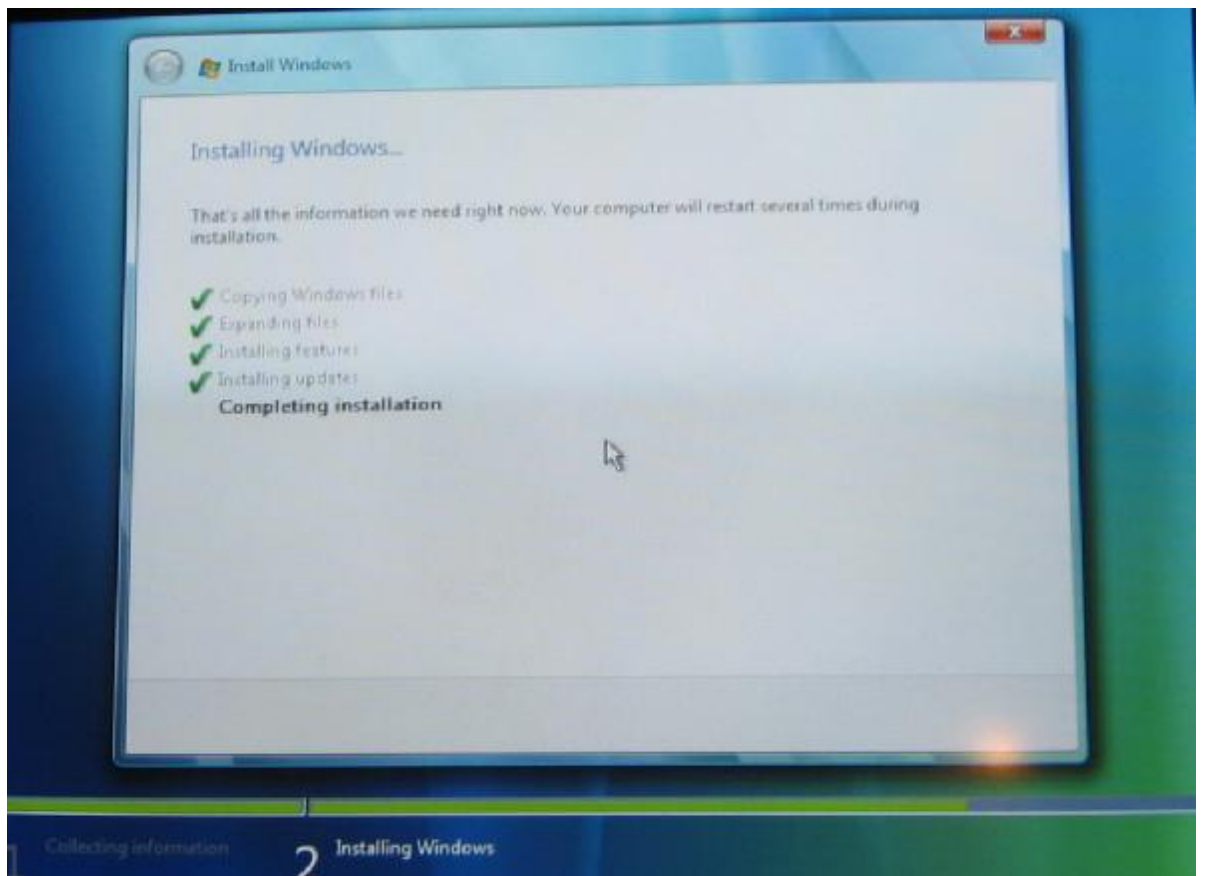 Install Windows
Installing Windows...
That's all the information we need right now. Your computer will restart several times during
installation.
Copying Windows files
Expanding files
Installing features
Installing updates
Completing installation
1 Collecting information
2 Installing Windows